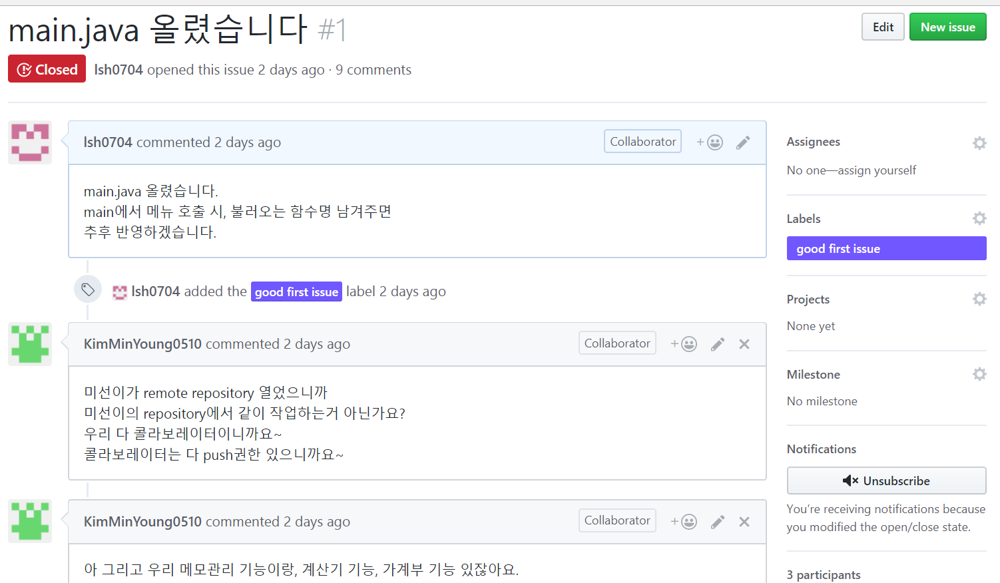 main.java 올렸습니다 #1
Edit
New issue
Closed
lsh0704 opened this issue 2 days ago · 9 comments
lsh0704 commented 2 days ago
Collaborator
main.java 올렸습니다.
main에서 메뉴 호출 시, 불러오는 함수명 남겨주면
추후 반영하겠습니다.
lsh0704 added the good first issue label 2 days ago
KimMinYoung0510 commented 2 days ago
Collaborator
미선이가 remote repository 열었으니까
미선이의 repository에서 같이 작업하는거 아닌가요?
우리 다 콜라보레이터이니까요~
콜라보레이터는 다 push권한 있으니까요~
KimMinYoung0510 commented 2 days ago
Collaborator
아 그리고 우리 메모관리 기능이랑, 계산기 기능, 가계부 기능 있잖아요.
Assignees
No one—assign yourself
Labels
good first issue
Projects
None yet
Milestone
No milestone
Notifications
Unsubscribe
You're receiving notifications because
you modified the open/close state.
3 participants